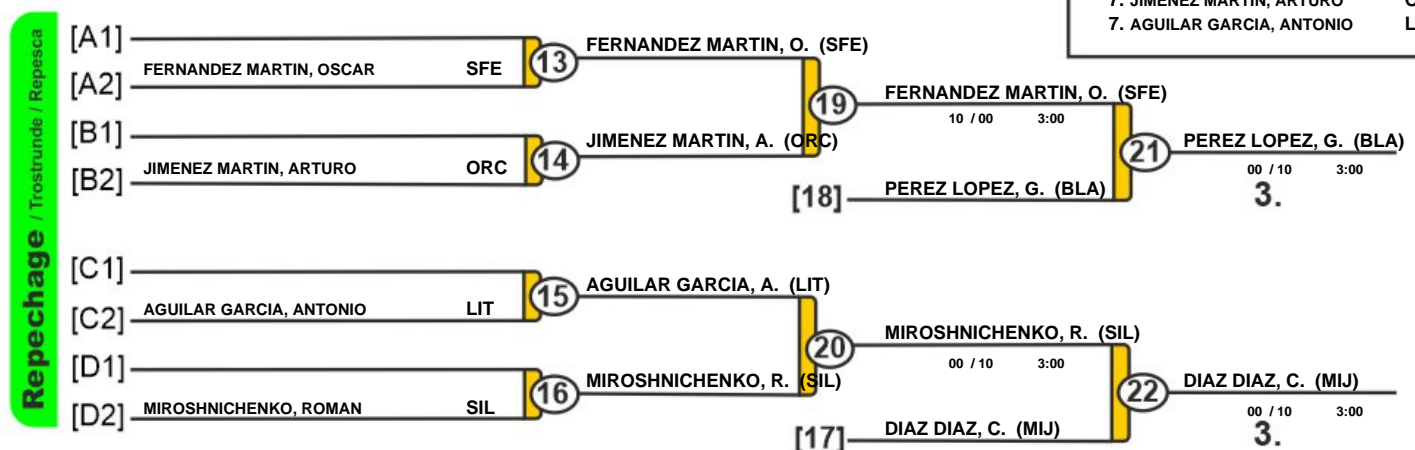 7. JIMENEZ MARTIN, ARTURO
7. AGUILAR GARCIA, ANTONIO L
Repechage / Trostrunde / Repesca
[A1]
FERNANDEZ MARTIN, O. (SFE)
FERNANDEZ MARTIN, OSCAR SFE 13
[A2]
FERNANDEZ MARTIN, O. (SFE)
19
10 / 00 3:00
[B1]
JIMENEZ MARTIN, A. (ORC)
PEREZ LOPEZ, G. (BLA)
JIMENEZ MARTIN, ARTURO ORC 14
21
00 / 10 3:00
[B2]
PEREZ LOPEZ, G. (BLA)
[18]
3.
[C1]
AGUILAR GARCIA, A. (LIT)
AGUILAR GARCIA, ANTONIO LIT 15
[C2]
MIROSHNICHENKO, R. (SIL)
20
00 / 10 3:00
[D1]
MIROSHNICHENKO, R. (SIL)
DIAZ DIAZ, C. (MIJ)
MIROSHNICHENKO, ROMAN SIL 16
22
00 / 10 3:00
[D2]
DIAZ DIAZ, C. (MIJ)
[17]
3.